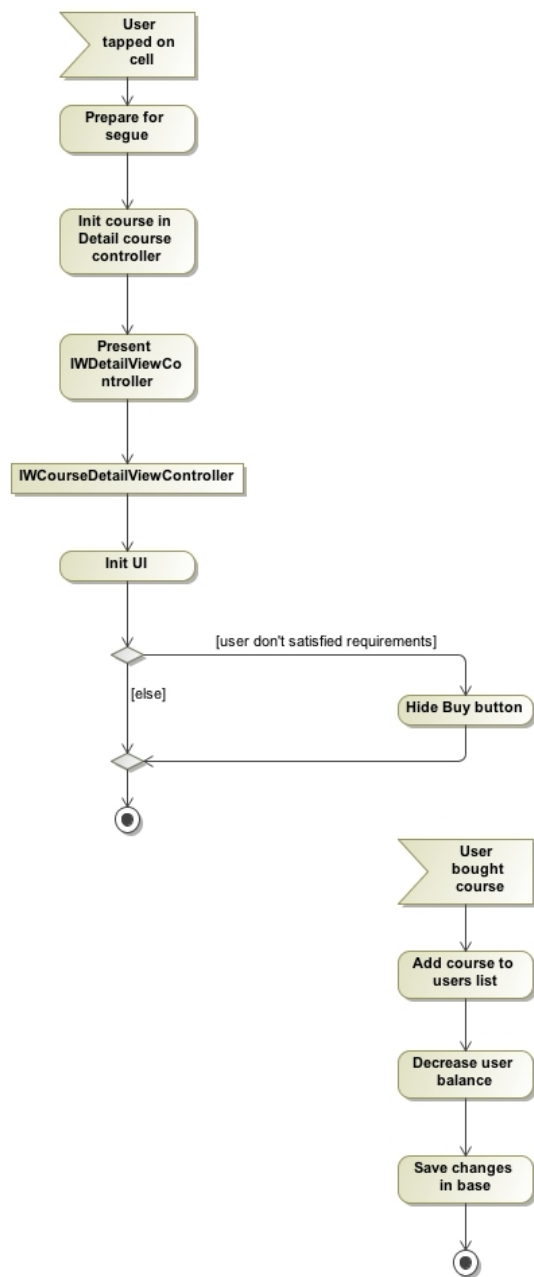 User
tapped on
cell
Prepare for
segue
Init course in
Detail course
controller
Present
IWDetailViewCo
ntroller
IWCourseDetailViewController
Init UI
[user don't satisfied requirements]
[else]
Hide Buy button
User
bought
course
Add course to
users list
Decrease user
balance
Save changes
in base